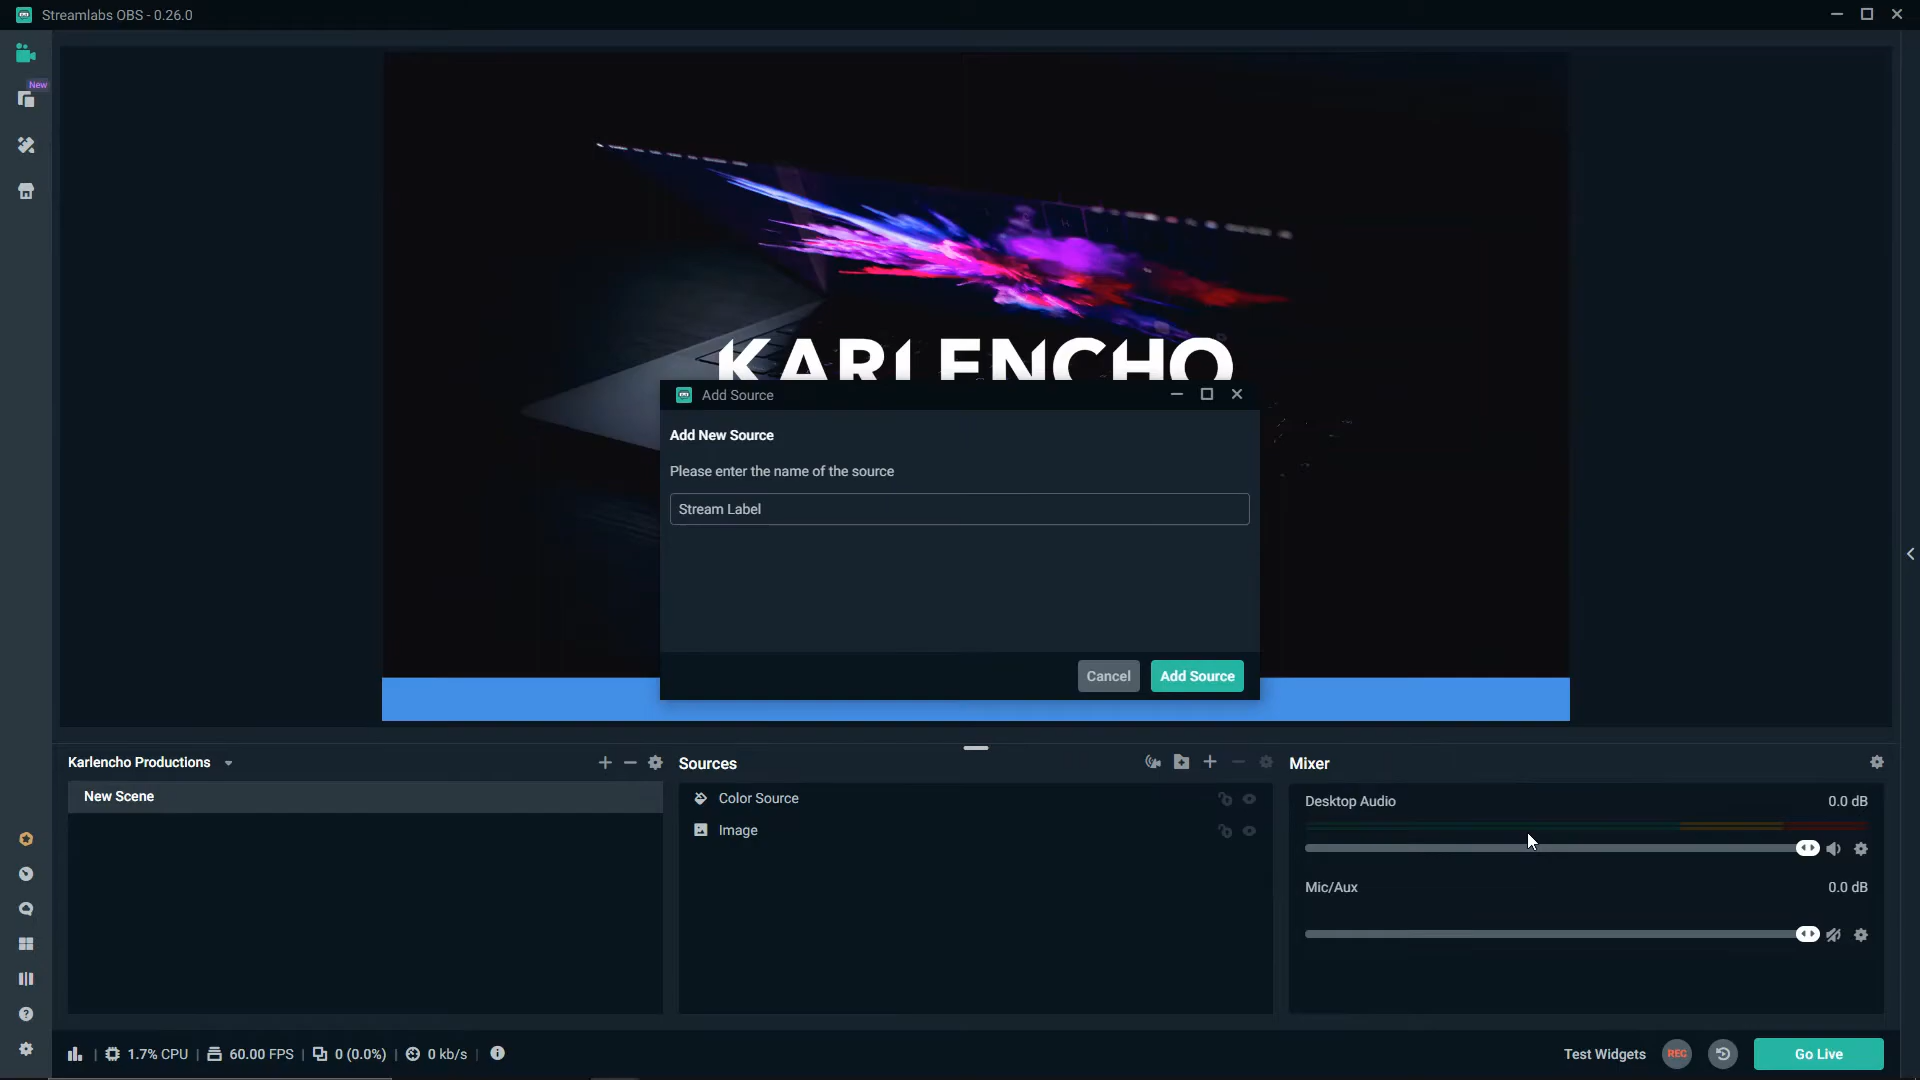 Streamlabs OBS - 0.26.0
New
KARLENCHO
Add Source
Add New Source
Please enter the name of the source
Stream Label
Cancel
Add Source
Karlencho Productions
New Scene
Sources
Color Source
Image
Mixer
Desktop Audio
0.0 dB
Mic/Aux
0.0 dB
1.7% CPU
60.00 FPS
0 (0.0%)
0 kb/s
Test Widgets
REC
Go Live